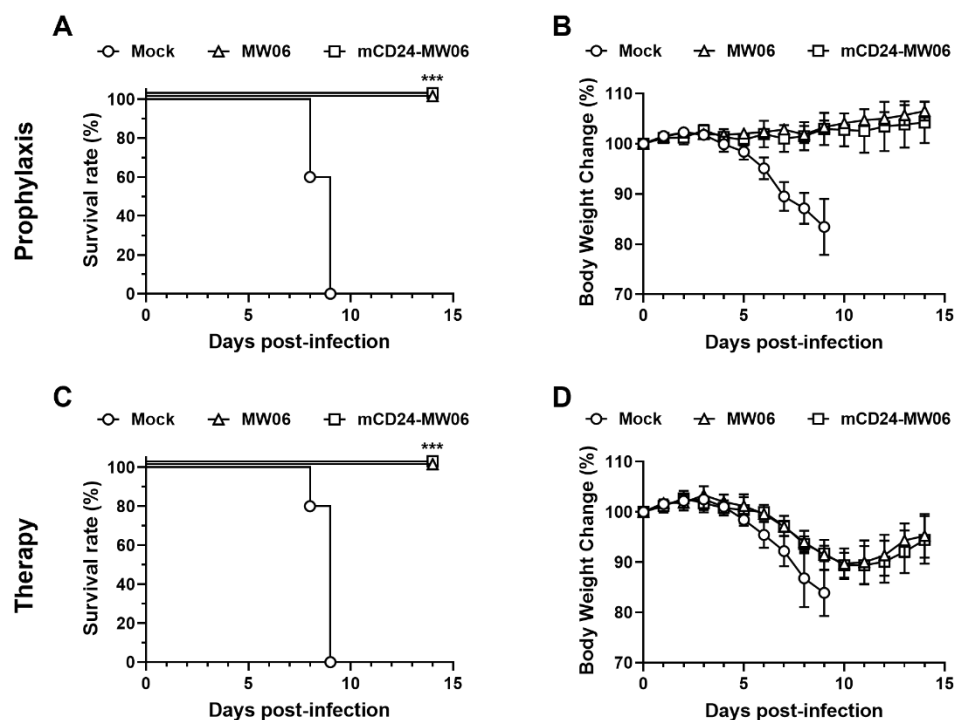 A
Mock MW06 mCD24-MW06
***
Prophylaxis
Survival rate (%)
100
80
60
40
20
0
0 5 10 15
Days post-infection
B
Mock MW06 mCD24-MW06
Body Weight Change (%)
110
100
90
80
70
0 5 10 15
Days post-infection
C
Mock MW06 mCD24-MW06
***
Therapy
Survival rate (%)
100
80
60
40
20
0
0 5 10 15
Days post-infection
D
Mock MW06 mCD24-MW06
Body Weight Change (%)
110
100
90
80
70
0 5 10 15
Days post-infection